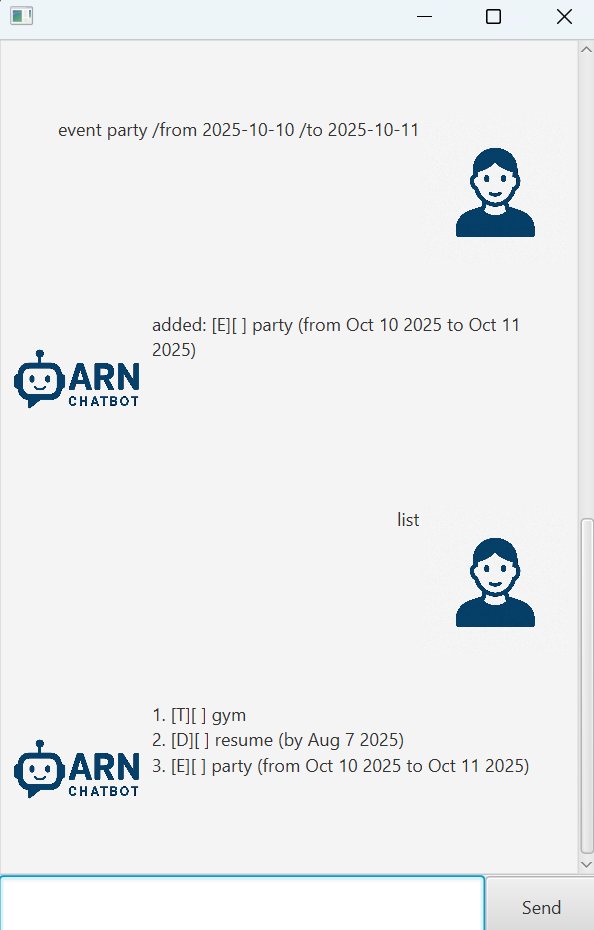 event party /from 2025-10-10 /to 2025-10-11
added: [E][ ] party (from Oct 10 2025 to Oct 11
2025)
ARN
CHATBOT
list
1. [T][ ] gym
2. [D][ ] resume (by Aug 7 2025)
3. [E][ ] party (from Oct 10 2025 to Oct 11 2025)
ARN
CHATBOT
Send